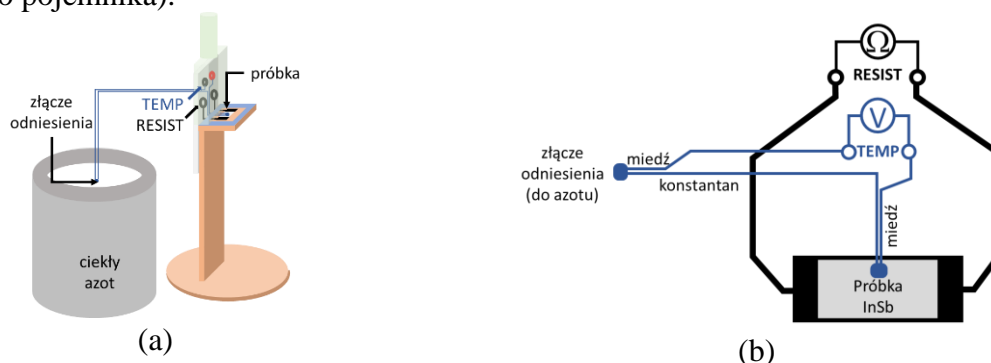 o pojemnika).
próbka
TEMP
RESIST
złącze
odniesienia
ciekły
azot
(a)
Ω
RESIST
V
TEMP
miedź
złącze
odniesienia
(do azotu)
konstantan
miedź
Próbka
InSb
(b)